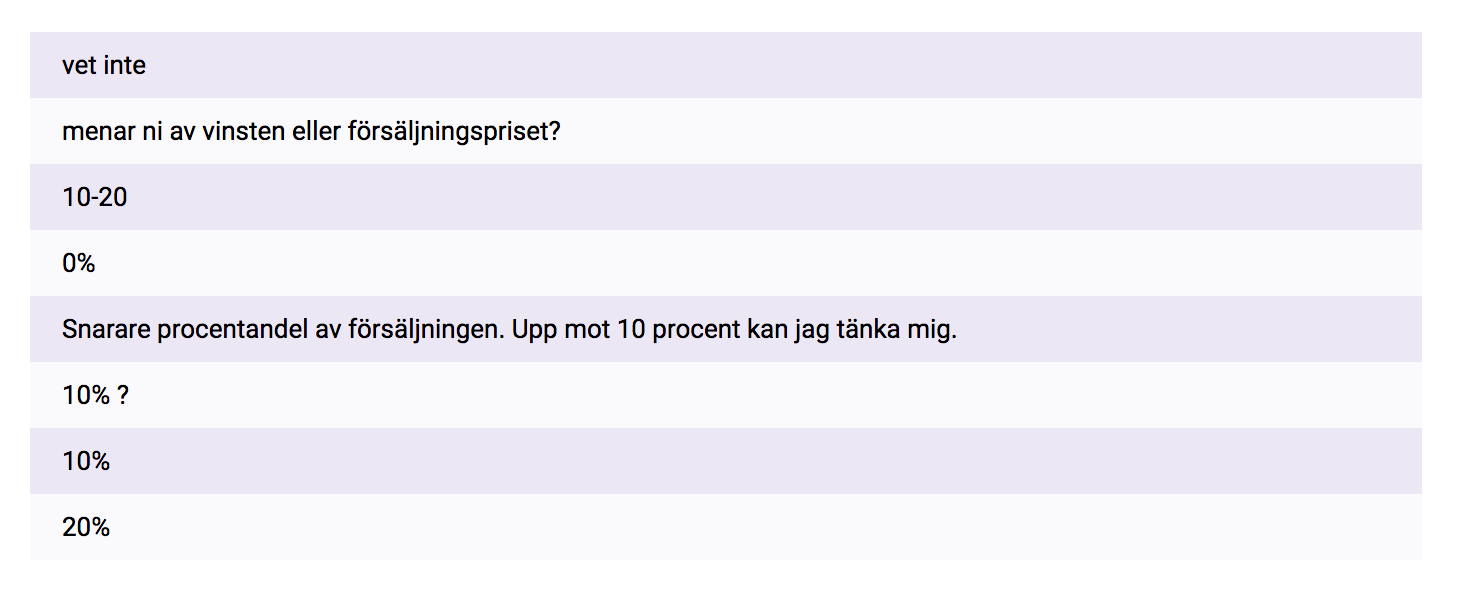 vet inte
menar ni av vinsten eller försäljningspriset?
10-20
0%
Snarare procentandel av försäljningen. Upp mot 10 procent kan jag tänka mig.
10% ?
10%
20%